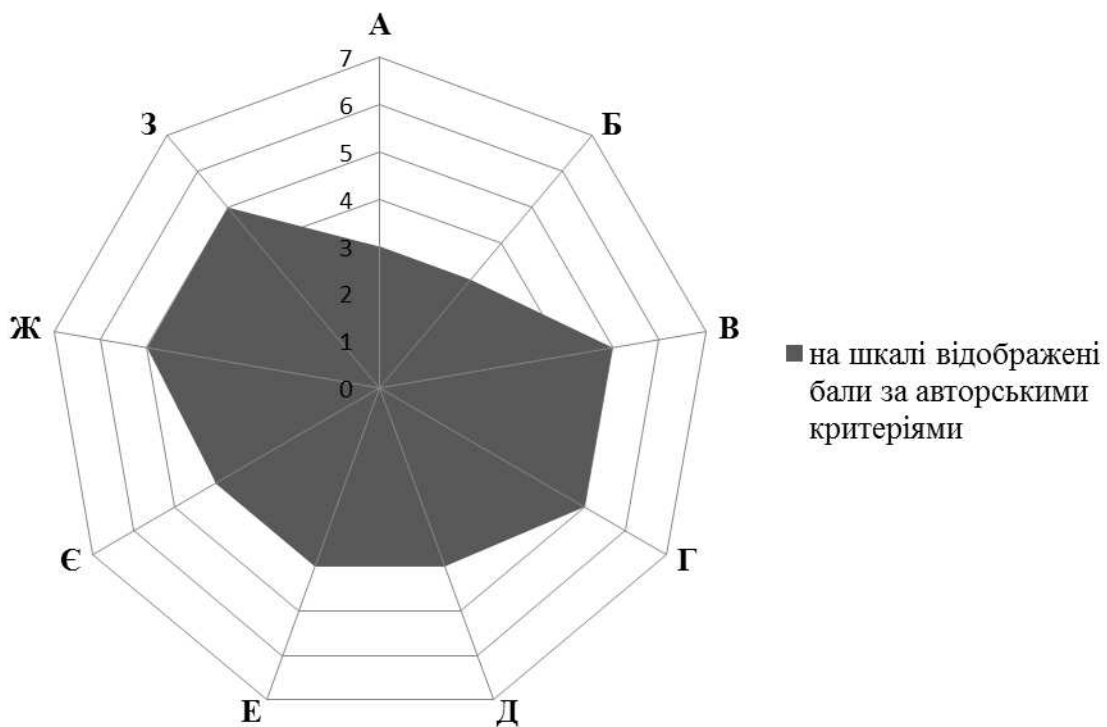 А
7
6
5
4
3
2
1
0
Б
В
Г
Д
Е
Є
Ж
З
на шкалі відображені
бали за авторськими
критеріями